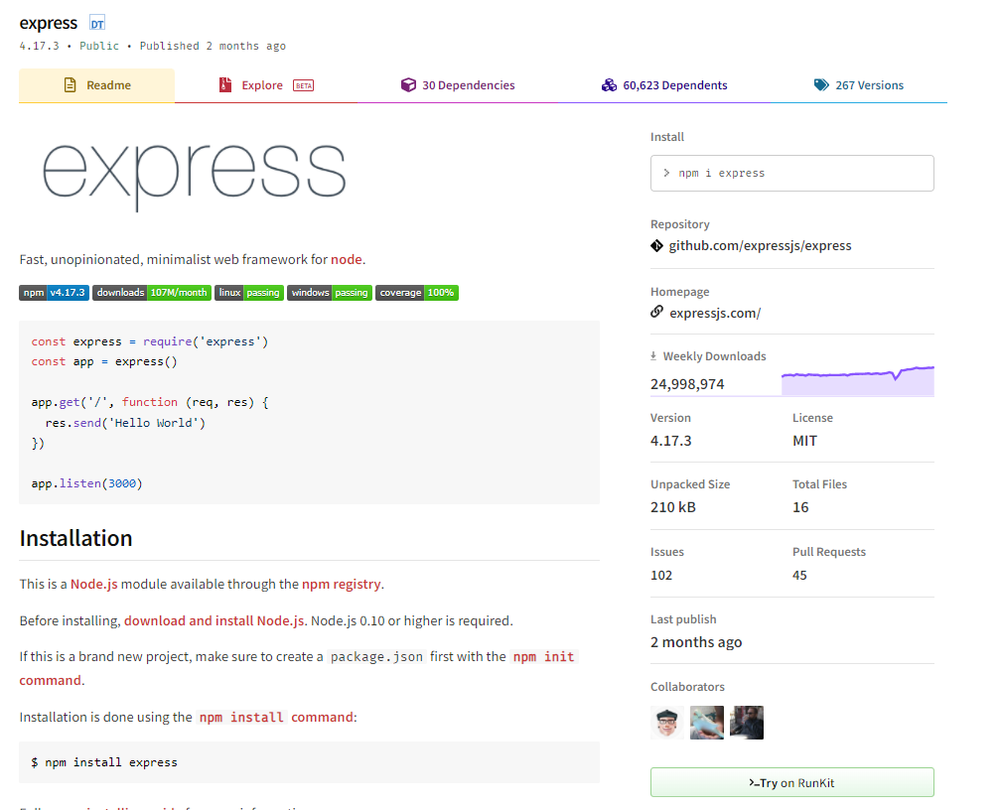 express DT
4.17.3 • Public • Published 2 months ago
Readme
Explore BETA
30 Dependencies
60,623 Dependents
267 Versions
express
Fast, unopinionated, minimalist web framework for node.
npm v4.17.3 downloads 107M/month linux passing windows passing coverage 100%
const express = require('express')
const app = express()
app.get('/', function (req, res) {
res.send('Hello World')
})
app.listen(3000)
Installation
This is a Node.js module available through the npm registry.
Before installing, download and install Node.js. Node.js 0.10 or higher is required.
If this is a brand new project, make sure to create a package.json first with the npm init
command.
Installation is done using the npm install command:
$ npm install express
Install
> npm i express
Repository
github.com/expressjs/express
Homepage
expressjs.com/
Weekly Downloads
24,998,974
Version
4.17.3
License
MIT
Unpacked Size
210 kB
Total Files
16
Issues
102
Pull Requests
45
Last publish
2 months ago
Collaborators
Try on RunKit